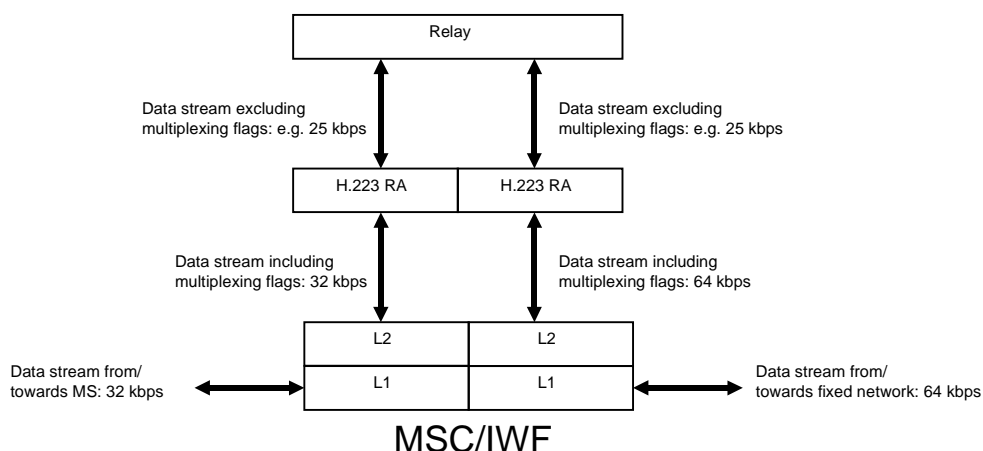 Relay
Data stream excluding
multiplexing flags: e.g. 25 kbps
Data stream excluding
multiplexing flags: e.g. 25 kbps
H.223 RA
H.223 RA
Data stream including
multiplexing flags: 32 kbps
Data stream including
multiplexing flags: 64 kbps
L2
L2
Data stream from/
towards MS: 32 kbps
L1
L1
Data stream from/
towards fixed network: 64 kbps
MSC/IWF